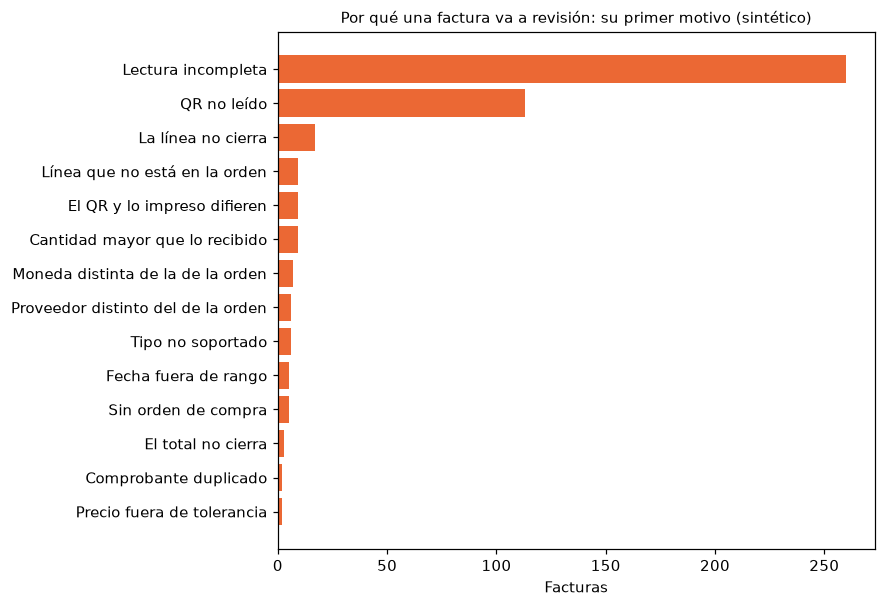 Por qué una factura va a revisión: su primer motivo (sintético)
Lectura incompleta
QR no leído
La línea no cierra
Línea que no está en la orden
El QR y lo impreso difieren
Cantidad mayor que lo recibido
Moneda distinta de la de la orden
Proveedor distinto del de la orden
Tipo no soportado
Fecha fuera de rango
Sin orden de compra
El total no cierra
Comprobante duplicado
Precio fuera de tolerancia
0 50 100 150 200 250
Facturas